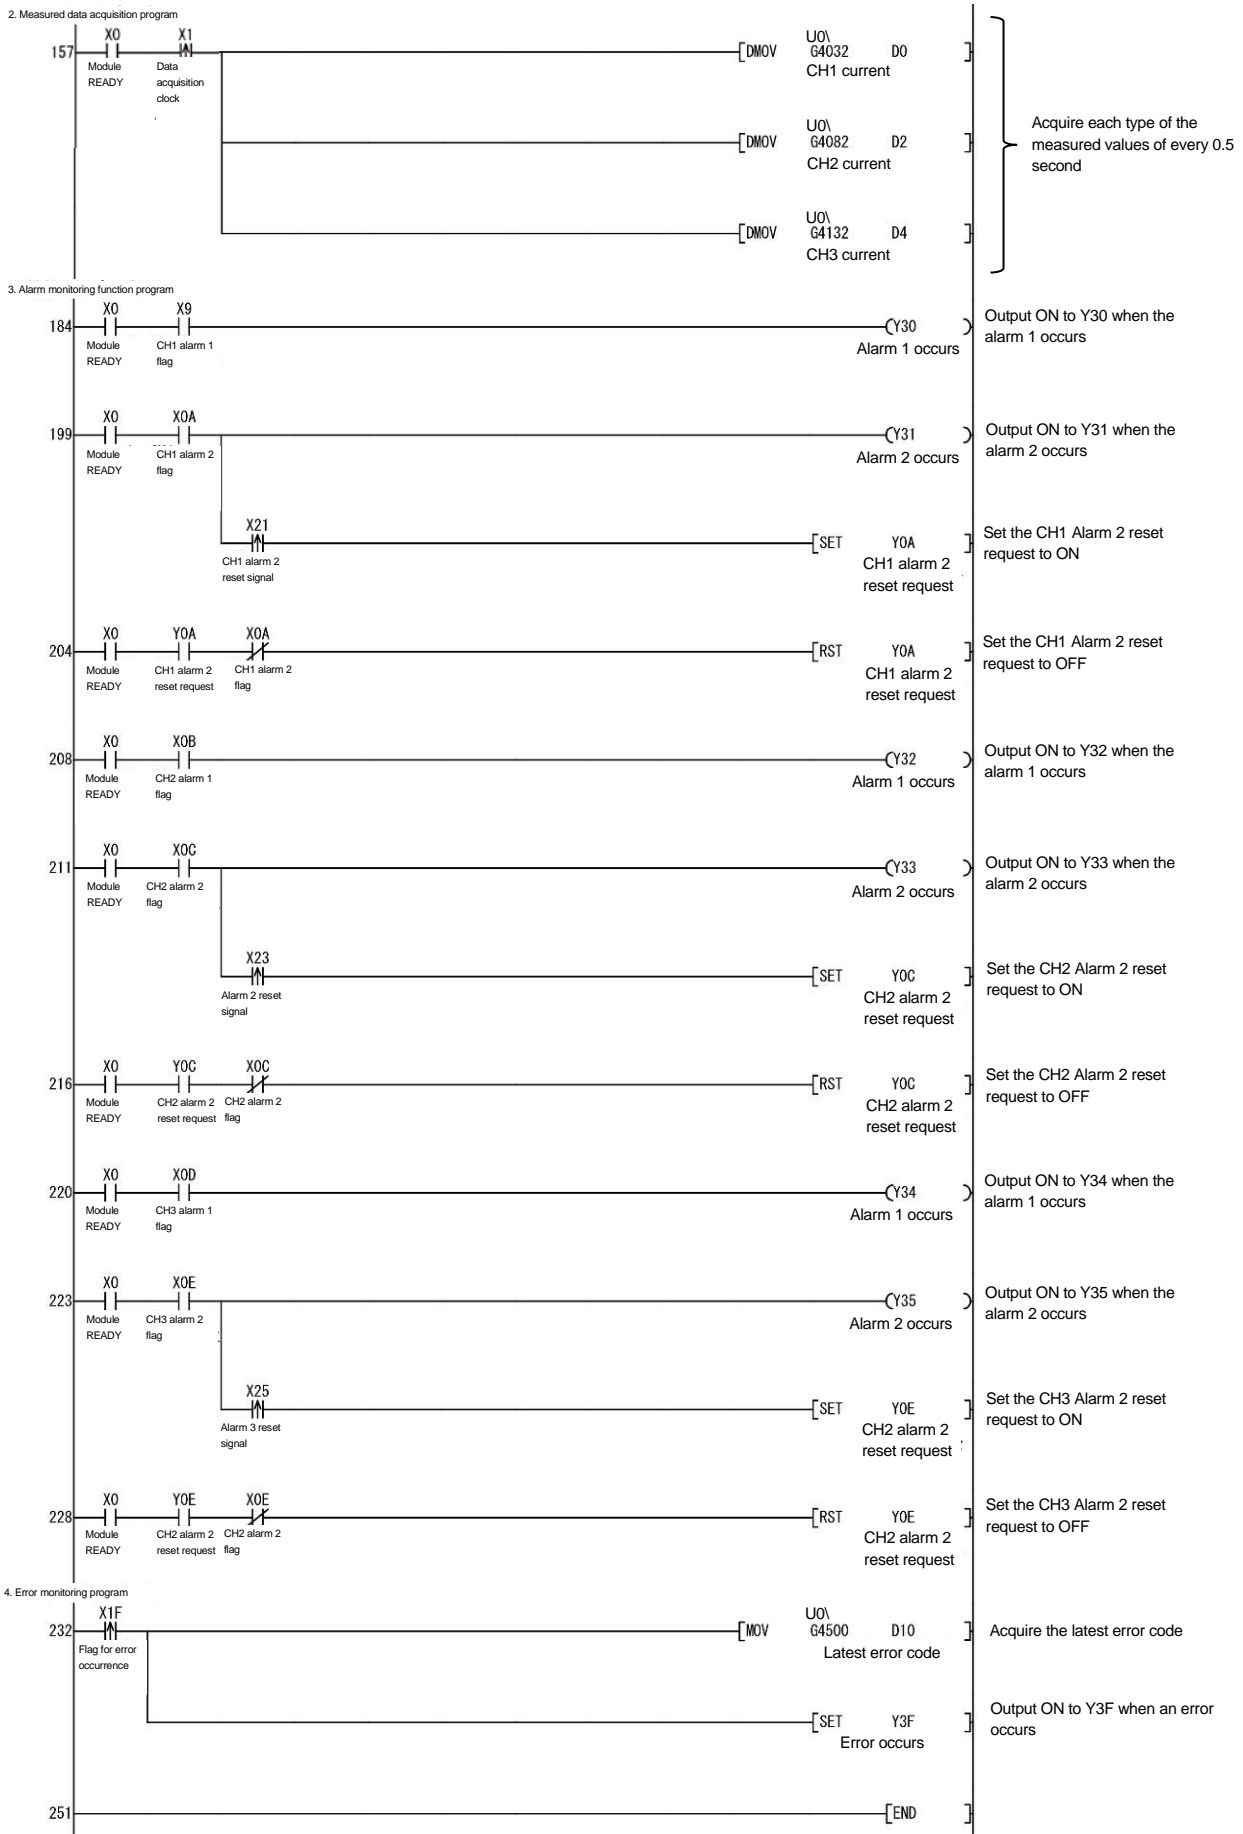 2. Measured data acquisition program
X0 X1
157 [DMOV U0\ G4032 D0 ]
Module READY
Data acquisition clock
CH1 current
[DMOV U0\ G4082 D2 ]
CH2 current
Acquire each type of the
measured values of every 0.5
second
[DMOV U0\ G4132 D4 ]
CH3 current
3. Alarm monitoring function program
X0 X9
184 (Y30 )
Module READY
CH1 alarm 1 flag
Alarm 1 occurs
Output ON to Y30 when the
alarm 1 occurs
X0 X0A
199 (Y31 )
Module READY
CH1 alarm 2 flag
Alarm 2 occurs
Output ON to Y31 when the
alarm 2 occurs
X21
[SET Y0A ]
CH1 alarm 2
reset signal
CH1 alarm 2
reset request
Set the CH1 Alarm 2 reset
request to ON
X0 Y0A X0A
204 [RST Y0A ]
Module READY
CH1 alarm 2 reset request
CH1 alarm 2 flag
CH1 alarm 2
reset request
Set the CH1 Alarm 2 reset
request to OFF
X0 X0B
208 (Y32 )
Module READY
CH2 alarm 1 flag
Alarm 1 occurs
Output ON to Y32 when the
alarm 1 occurs
X0 X0C
211 (Y33 )
Module READY
CH2 alarm 2 flag
Alarm 2 occurs
Output ON to Y33 when the
alarm 2 occurs
X23
[SET Y0C ]
Alarm 2 reset
signal
CH2 alarm 2
reset request
Set the CH2 Alarm 2 reset
request to ON
X0 Y0C X0C
216 [RST Y0C ]
Module READY
CH2 alarm 2 reset request
CH2 alarm 2 flag
CH2 alarm 2
reset request
Set the CH2 Alarm 2 reset
request to OFF
X0 X0D
220 (Y34 )
Module READY
CH3 alarm 1 flag
Alarm 1 occurs
Output ON to Y34 when the
alarm 1 occurs
X0 X0E
223 (Y35 )
Module READY
CH3 alarm 2 flag
Alarm 2 occurs
Output ON to Y35 when the
alarm 2 occurs
X25
[SET Y0E ]
Alarm 3 reset
signal
CH2 alarm 2
reset request
Set the CH3 Alarm 2 reset
request to ON
X0 Y0E X0E
228 [RST Y0E ]
Module READY
CH2 alarm 2 reset request
CH2 alarm 2 flag
CH2 alarm 2
reset request
Set the CH3 Alarm 2 reset
request to OFF
4. Error monitoring program
X1F
232 [MOV U0\ G4500 D10 ]
Flag for error
occurrence
Latest error code
Acquire the latest error code
[SET Y3F ]
Error occurs
Output ON to Y3F when an error
occurs
251 [END ]